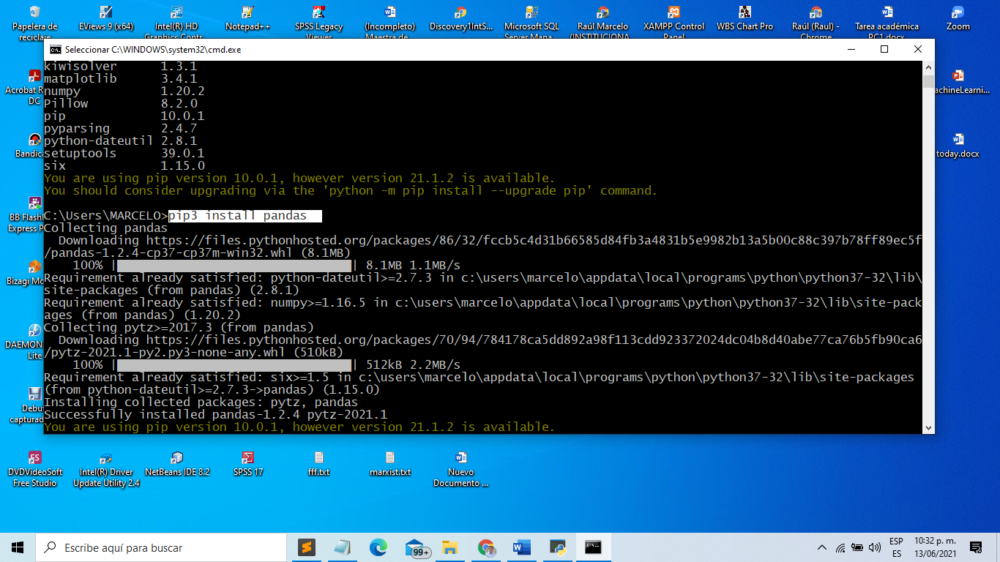 Papelera de
reciclaje
EViews 9 (x64)
Intel(R) HD
Graphics Contr...
Notepad++
SPSS Legacy
Viewer
(Incompleto)
Maestra de
Discovery1IntS...
Microsoft SQL
Server Mana...
Raúl Marcelo
(INSTITUCIONA
XAMPP Control
Panel
WBS Chart Pro
Raúl (Raul) -
Chrome
Tarea académica
PC1.docx
Zoom
Seleccionar C:\WINDOWS\system32\cmd.exe
kiwisolver 1.3.1
matplotlib 3.4.1
numpy 1.20.2
Pillow 8.2.0
pip 10.0.1
pyparsing 2.4.7
python-dateutil 2.8.1
setuptools 39.0.1
six 1.15.0
You are using pip version 10.0.1, however version 21.1.2 is available.
You should consider upgrading via the 'python -m pip install --upgrade pip' command.
C:\Users\MARCELO>pip3 install pandas
Collecting pandas
Downloading https://files.pythonhosted.org/packages/86/32/fccb5c4d31b66585d84fb3a4831b5e9982b13a5b00c88c397b78ff89ec5f
/pandas-1.2.4-cp37-cp37m-win32.whl (8.1MB)
100% | | 8.1MB 1.1MB/s
Requirement already satisfied: python-dateutil>=2.7.3 in c:\users\marcelo\appdata\local\programs\python\python37-32\lib\
site-packages (from pandas) (2.8.1)
Requirement already satisfied: numpy>=1.16.5 in c:\users\marcelo\appdata\local\programs\python\python37-32\lib\site-pack
ages (from pandas) (1.20.2)
Collecting pytz>=2017.3 (from pandas)
Downloading https://files.pythonhosted.org/packages/70/94/784178ca5dd892a98f113cdd923372024dc04b8d40abe77ca76b5fb90ca6
/pytz-2021.1-py2.py3-none-any.whl (510kB)
100% | | 512kB 2.2MB/s
Requirement already satisfied: six>=1.5 in c:\users\marcelo\appdata\local\programs\python\python37-32\lib\site-packages
(from python-dateutil>=2.7.3->pandas) (1.15.0)
Installing collected packages: pytz, pandas
Successfully installed pandas-1.2.4 pytz-2021.1
You are using pip version 10.0.1, however version 21.1.2 is available.
Acrobat R
DC
Bandic
BB Flash
Express P
Bizagi Mo
DAEMON
Lite
Debu
captura
achineLearni...
today.docx
DVDVideoSoft
Free Studio
Intel(R) Driver
Update Utility 2.4
NetBeans IDE 8.2
SPSS 17
fff.txt
marxist.txt
Nuevo
Documento ...
Escribe aquí para buscar
99+
ESP
ES
10:32 p. m.
13/06/2021